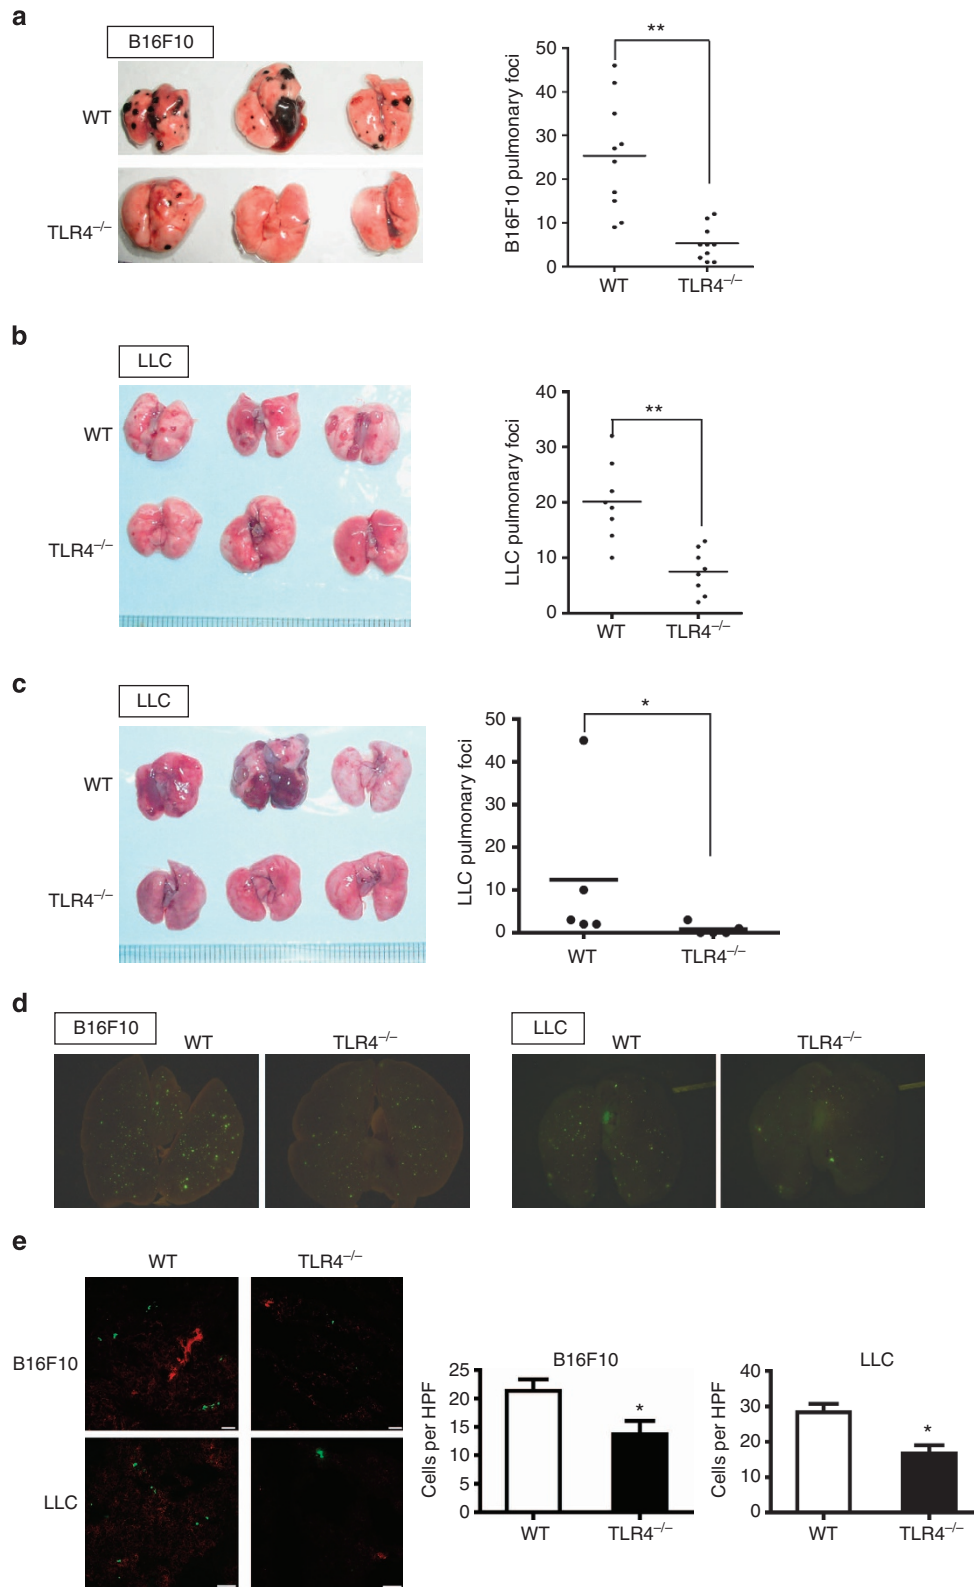 a
B16F10
WT
TLR4–/–
B16F10 pulmonary foci
50
40
30
20
10
0
**
WT
TLR4–/–
b
LLC
WT
TLR4–/–
LLC pulmonary foci
40
30
20
10
0
**
WT
TLR4–/–
c
LLC
WT
TLR4–/–
LLC pulmonary foci
50
40
30
20
10
0
*
WT
TLR4–/–
d
B16F10
WT
TLR4–/–
LLC
WT
TLR4–/–
e
WT
TLR4–/–
B16F10
LLC
B16F10
Cells per HPF
25
20
15
10
5
0
*
WT
TLR4–/–
LLC
Cells per HPF
40
30
20
10
0
*
WT
TLR4–/–